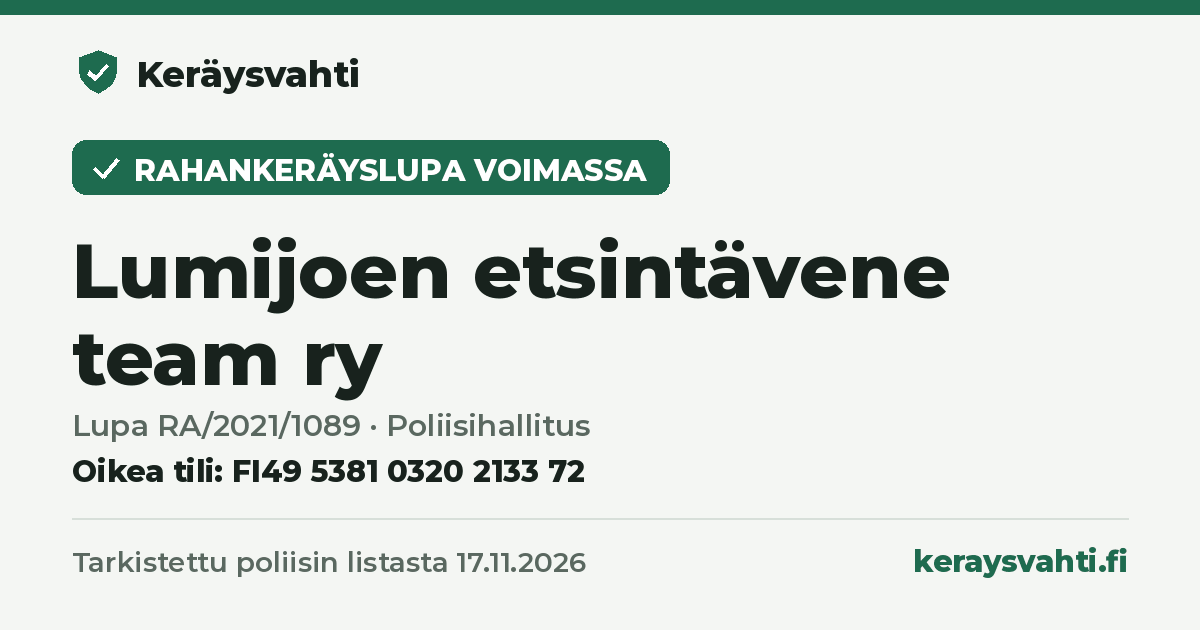 Keräysvahti
RAHANKERÄYSLUPA VOIMASSA
Lumijoen etsintävene
team ry
Lupa RA/2021/1089 · Poliisihallitus
Oikea tili: FI49 5381 0320 2133 72
Tarkistettu poliisin listasta 17.11.2026
keraysvahti.fi